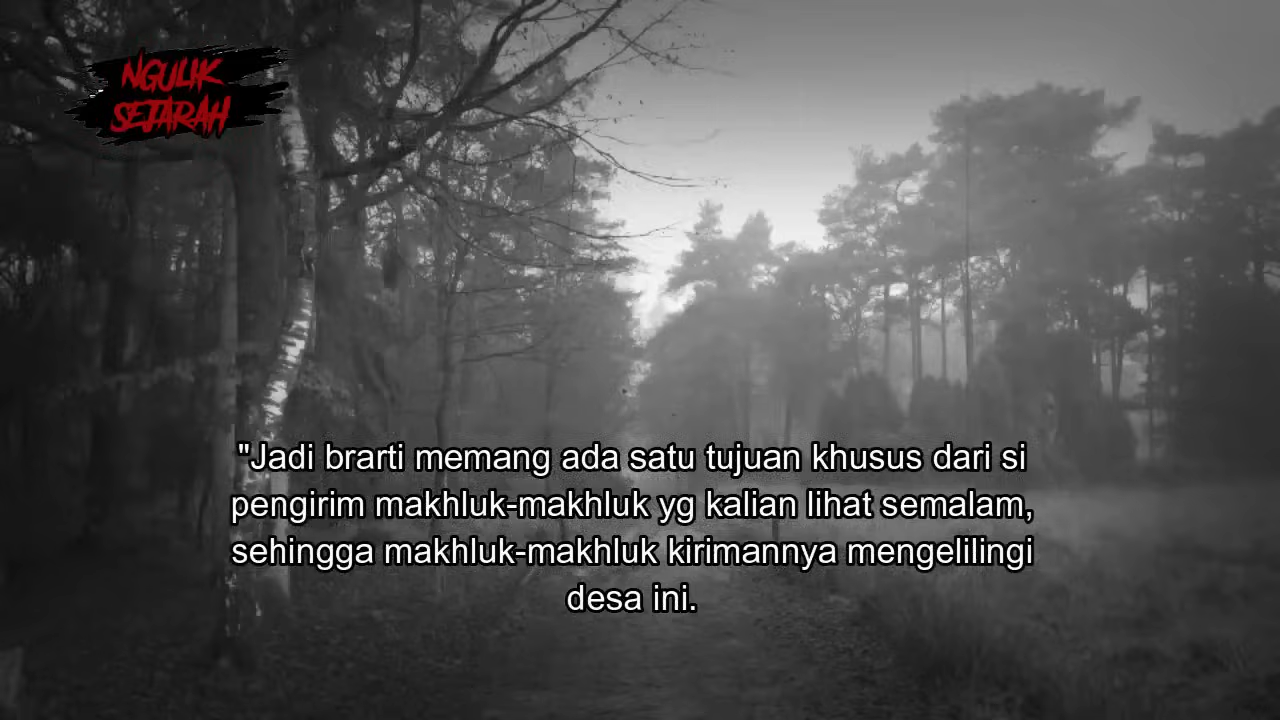 NGULIK
SEJARAH
"Jadi brarti memang ada satu tujuan khusus dari si
pengirim makhluk-makhluk yg kalian lihat semalam,
sehingga makhluk-makhluk kirimannya mengelilingi
desa ini.